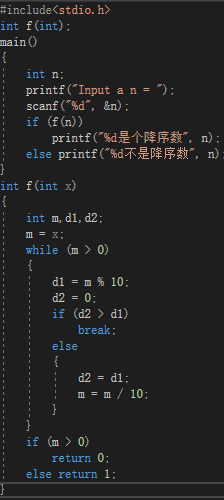 #include<stdio.h>
int f(int);
main()
{
int n;
printf("Input a n = ");
scanf("%d", &n);
if (f(n))
printf("%d是个降序数", n);
else printf("%d不是降序数", n);
}
int f(int x)
{
int m,d1,d2;
m = x;
while (m > 0)
{
d1 = m % 10;
d2 = 0;
if (d2 > d1)
break;
else
{
d2 = d1;
m = m / 10;
}
}
if (m > 0)
return 0;
else return 1;
}